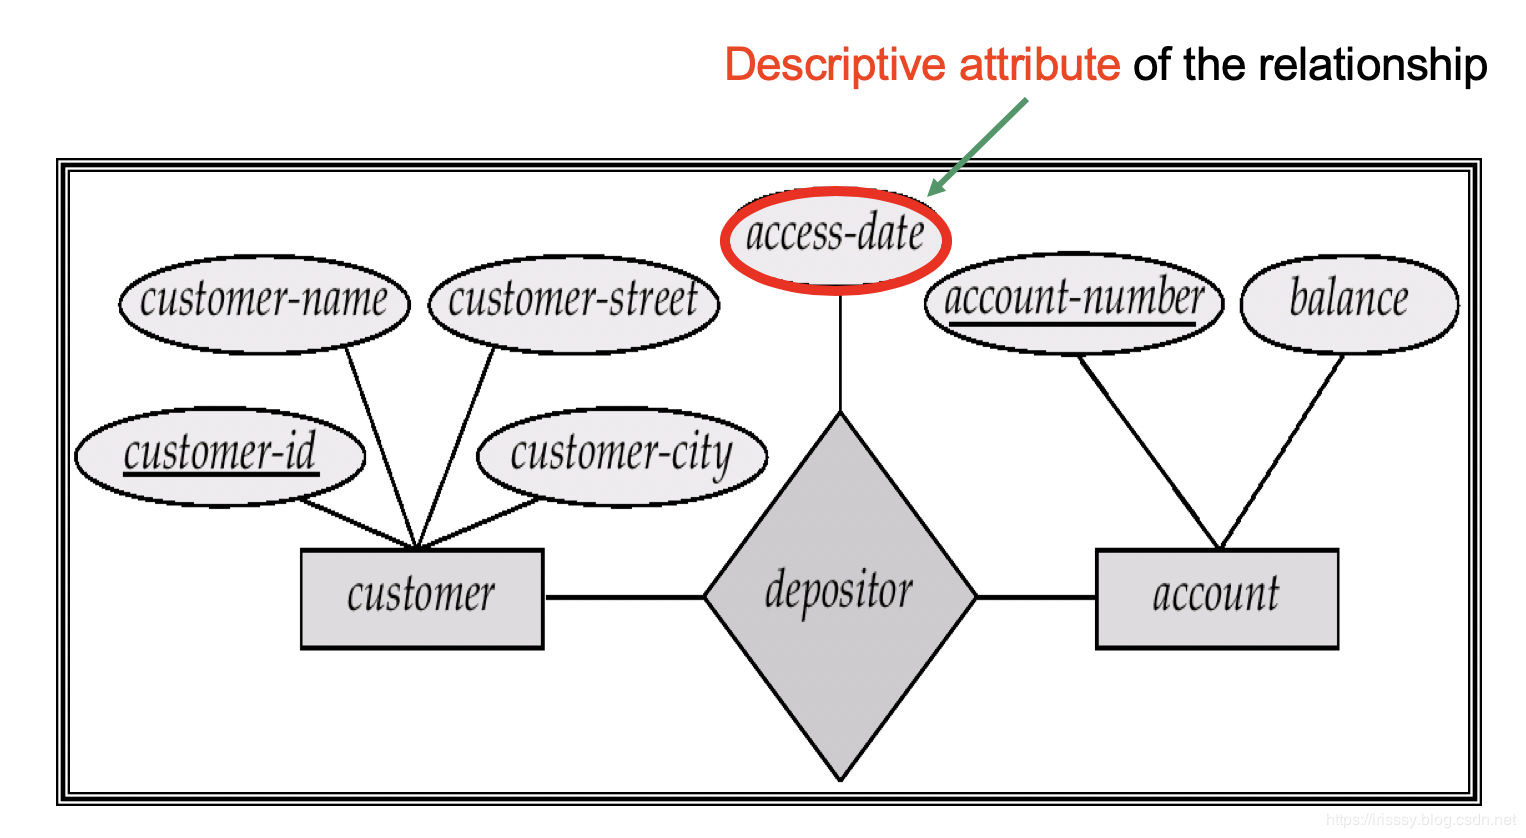 Descriptive attribute of the relationship
access-date
customer-name
customer-street
account-number
balance
customer-id
customer-city
customer
depositor
account
https://irisssy.blog.csdn.net